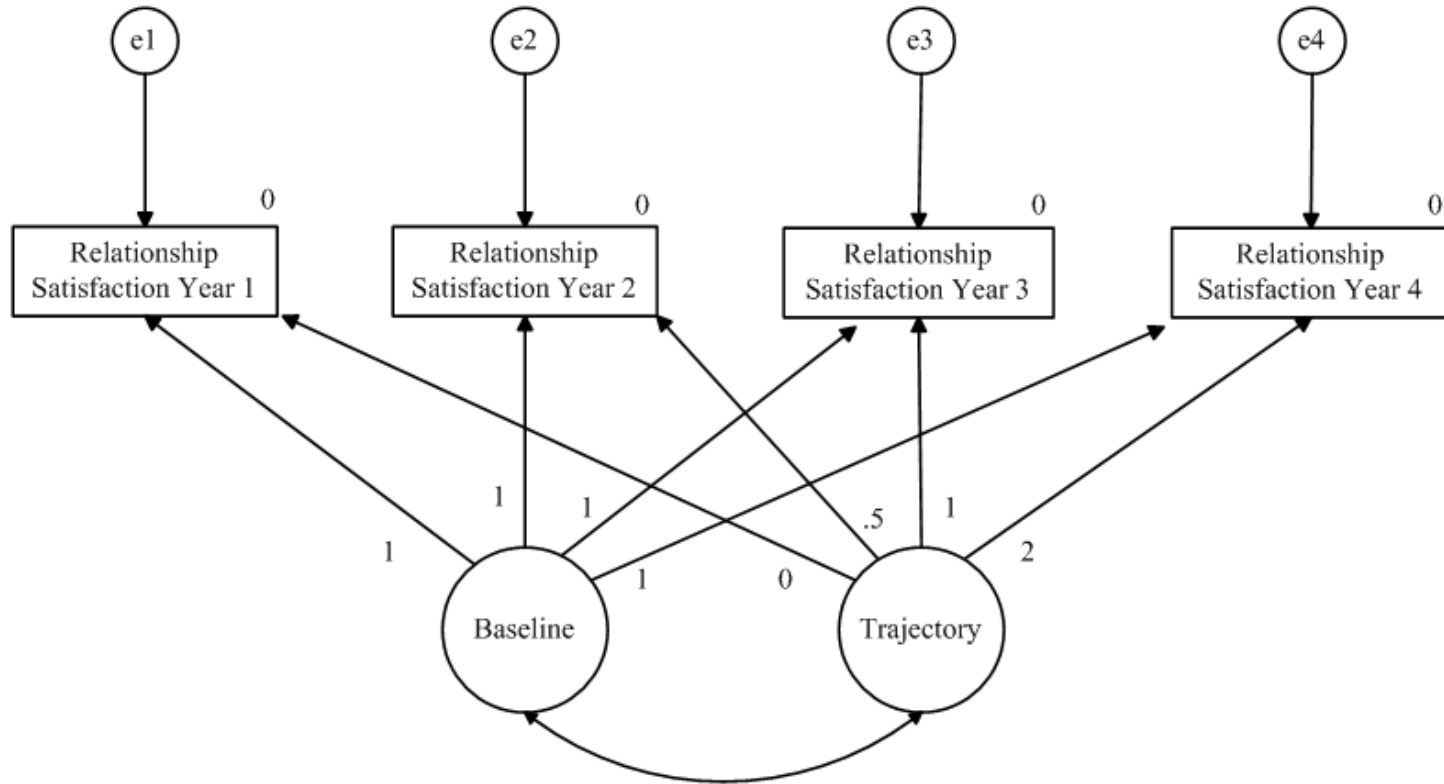 e1
e2
e3
e4
0
0
0
0
Relationship
Satisfaction Year 1
Relationship
Satisfaction Year 2
Relationship
Satisfaction Year 3
Relationship
Satisfaction Year 4
1
1
1
1
0
.5
1
2
Baseline
Trajectory